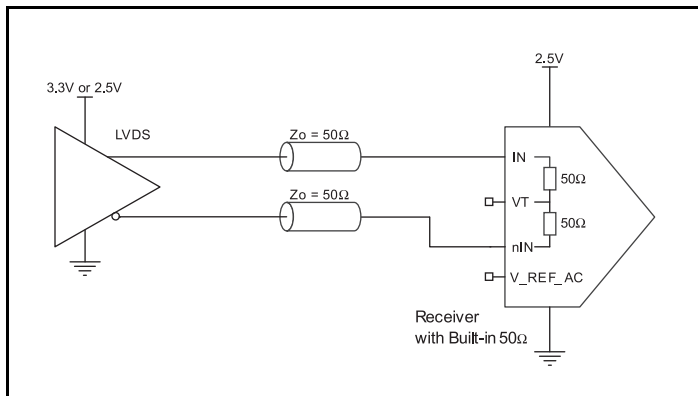 3.3V or 2.5V
LVDS
Zo = 50Ω
Zo = 50Ω
2.5V
IN
50Ω
VT
50Ω
nIN
V_REF_AC
Receiver
with Built-in 50Ω